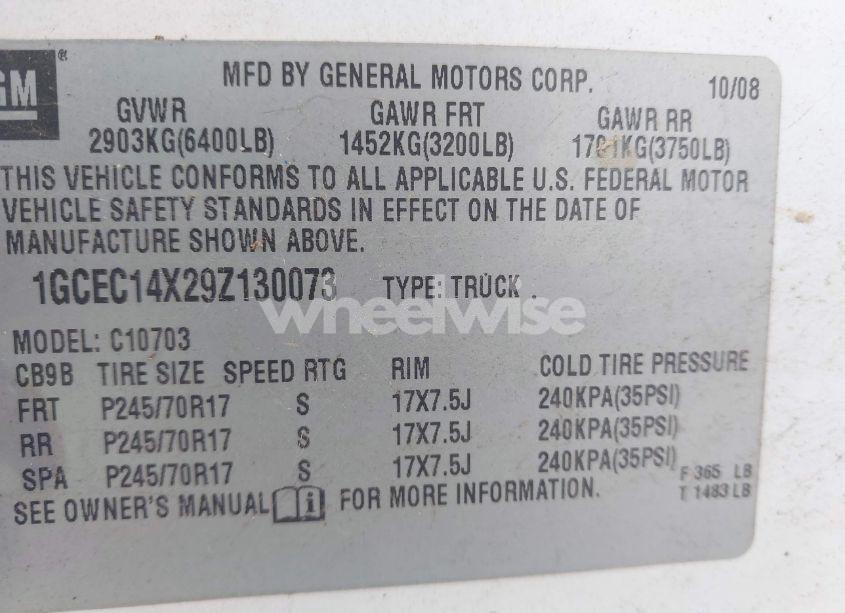 GM ®
MFD BY GENERAL MOTORS CORP. 10/08
GVWR GAWR FRT GAWR RR
2903KG(6400LB) 1452KG(3200LB) 1701KG(3750LB)
THIS VEHICLE CONFORMS TO ALL APPLICABLE U.S. FEDERAL MOTOR
VEHICLE SAFETY STANDARDS IN EFFECT ON THE DATE OF
MANUFACTURE SHOWN ABOVE.
1GCEC14X29Z130073 TYPE: TRUCK
wheelwise
MODEL: C10703
CB9B TIRE SIZE SPEED RTG RIM COLD TIRE PRESSURE
FRT P245/70R17 S 17X7.5J 240KPA(35PSI)
RR P245/70R17 S 17X7.5J 240KPA(35PSI)
SPA P245/70R17 S 17X7.5J 240KPA(35PSI)
F 365 LB
T 1483 LB
SEE OWNER'S MANUAL i FOR MORE INFORMATION.